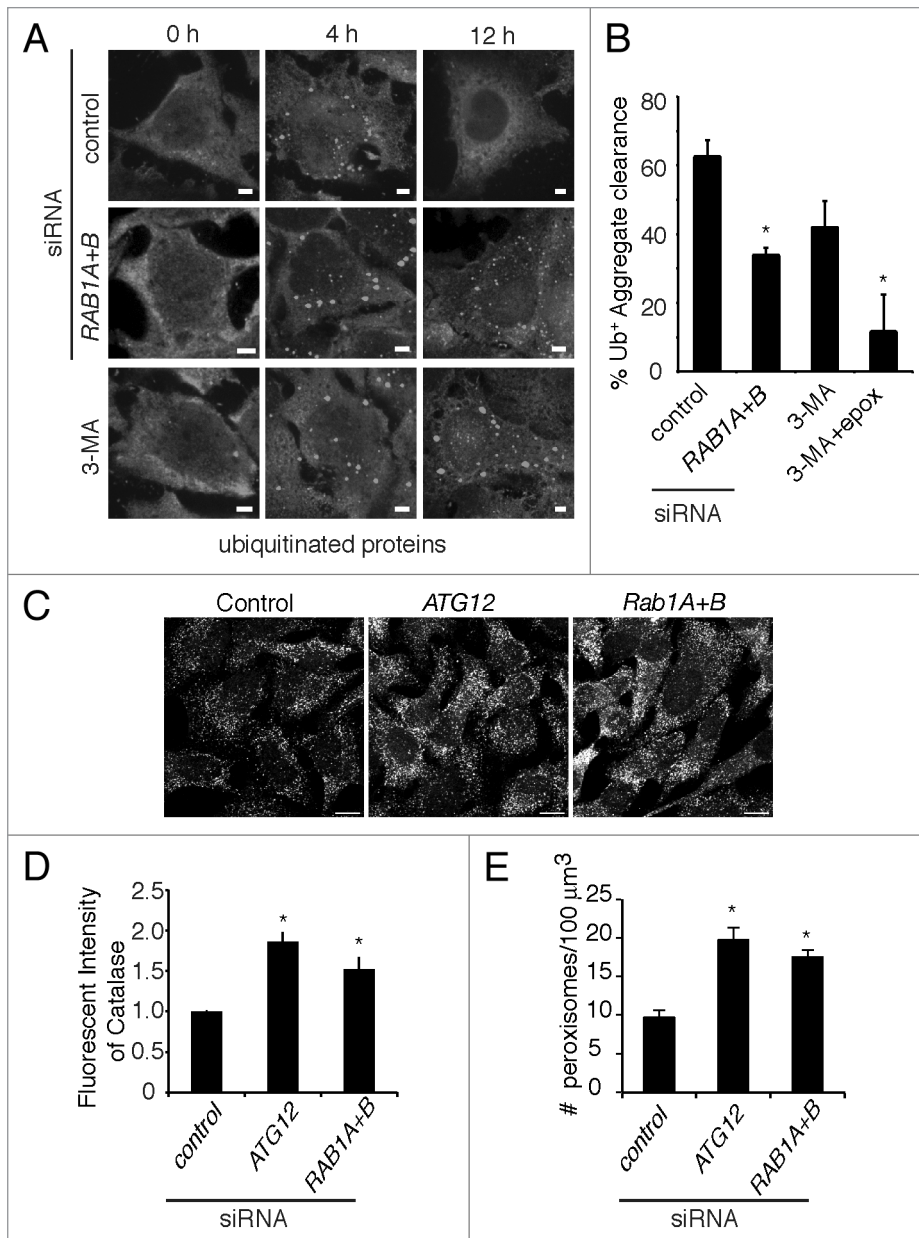 A
0 h
4 h
12 h
siRNA
control
RAB1A+B
3-MA
ubiquitinated proteins
B
% Ub⁺ Aggregate clearance
80
60
40
20
0
*
*
control
RAB1A+B
3-MA
3-MA+epox
siRNA
C
Control
ATG12
Rab1A+B
D
Fluorescent Intensity
of Catalase
2.5
2.0
1.5
1.0
0.5
0
*
*
control
ATG12
RAB1A+B
siRNA
E
# peroxisomes/100 µm³
25
20
15
10
5
0
*
*
control
ATG12
RAB1A+B
siRNA